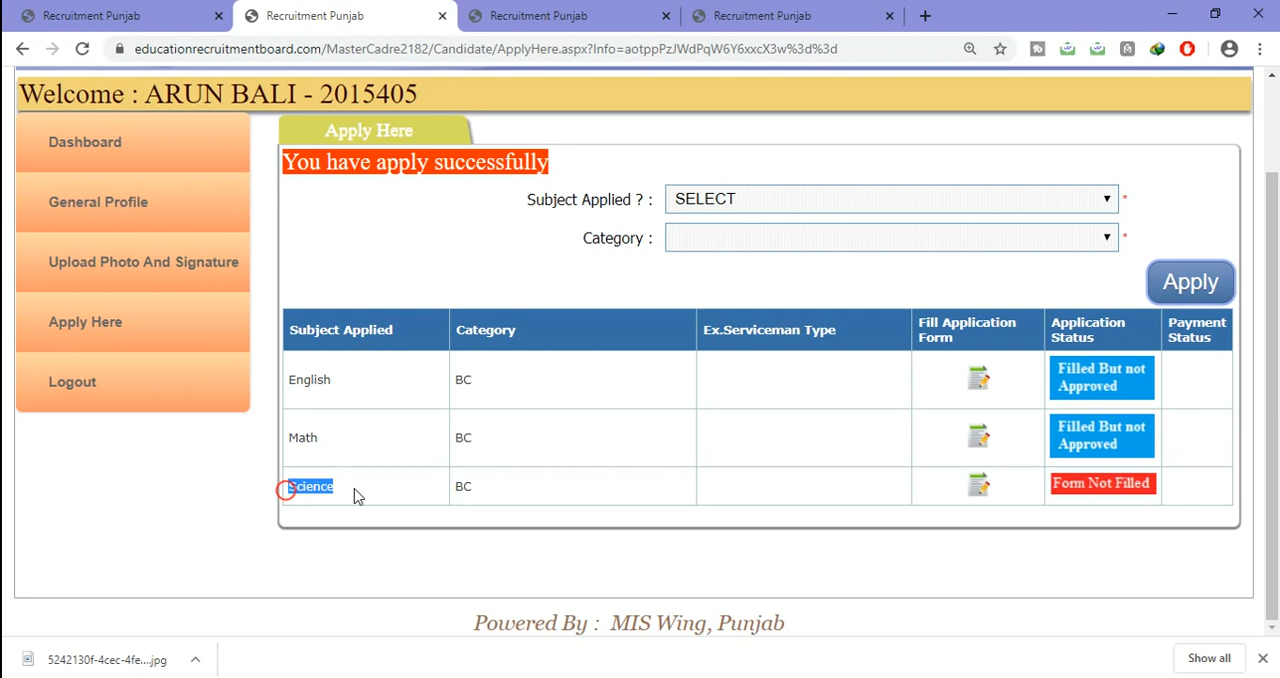 Recruitment Punjab
Recruitment Punjab
Recruitment Punjab
Recruitment Punjab
educationrecruitmentboard.com/MasterCadre2182/Candidate/ApplyHere.aspx?Info=aotppPzJWdPqW6Y6xxcX3w%3d%3d
Welcome : ARUN BALI - 2015405
Dashboard
General Profile
Upload Photo And Signature
Apply Here
Logout
Apply Here
You have apply successfully
Subject Applied ? : SELECT *
Category : *
Apply
Subject Applied Category Ex.Serviceman Type Fill Application Form Application Status Payment Status
English BC Filled But not Approved
Math BC Filled But not Approved
Science BC Form Not Filled
Powered By : MIS Wing, Punjab
5242130f-4cec-4fe....jpg
Show all